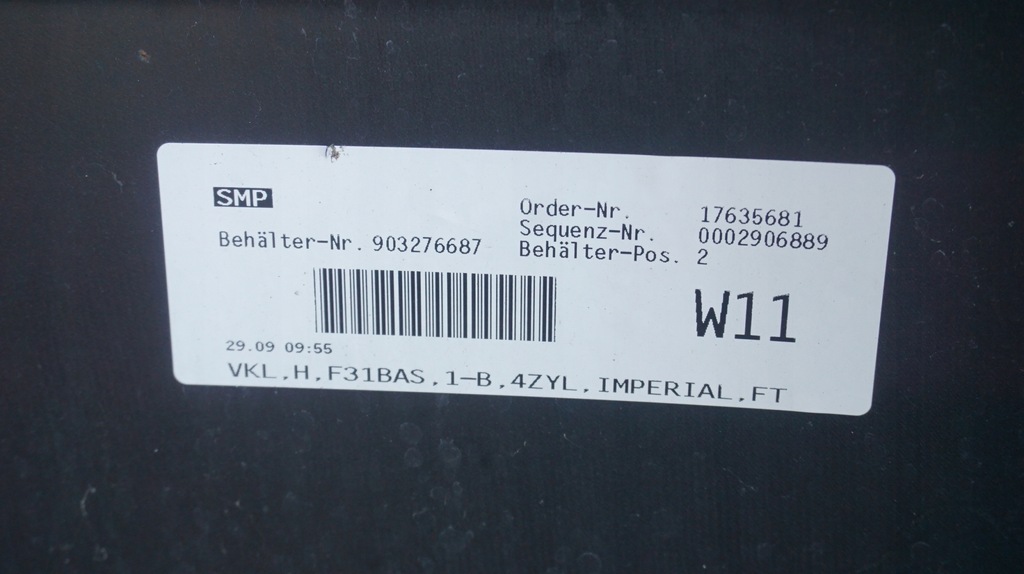 SMP
Behälter-Nr. 903276687
Order-Nr. 17635681
Sequenz-Nr. 0002906889
Behälter-Pos. 2
W11
29.09 09:55
VKL,H,F31BAS,1-B,4ZYL,IMPERIAL,FT